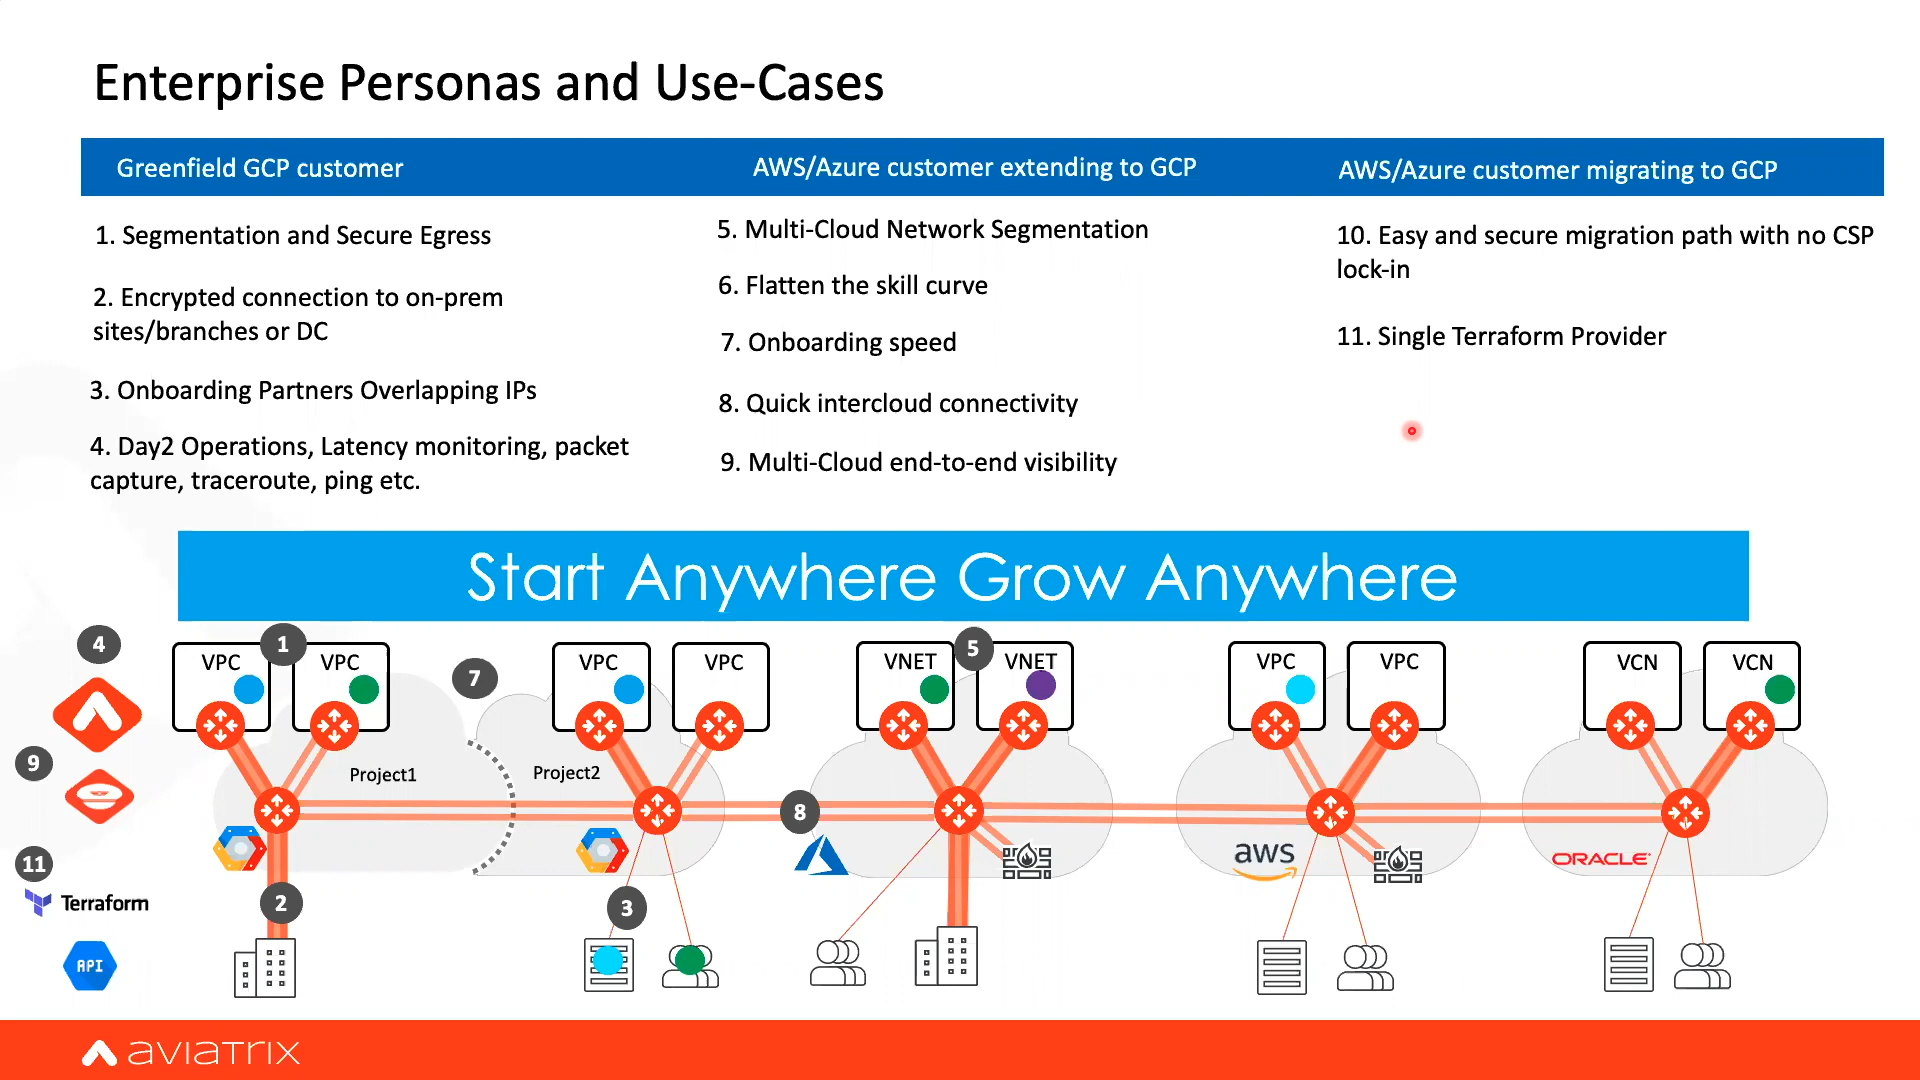 Enterprise Personas and Use-Cases
Greenfield GCP customer
AWS/Azure customer extending to GCP
AWS/Azure customer migrating to GCP
1. Segmentation and Secure Egress
2. Encrypted connection to on-prem
sites/branches or DC
3. Onboarding Partners Overlapping IPs
4. Day2 Operations, Latency monitoring, packet
capture, traceroute, ping etc.
5. Multi-Cloud Network Segmentation
6. Flatten the skill curve
7. Onboarding speed
8. Quick intercloud connectivity
9. Multi-Cloud end-to-end visibility
10. Easy and secure migration path with no CSP
lock-in
11. Single Terraform Provider
Start Anywhere Grow Anywhere
4
VPC
1
VPC
7
VPC
VPC
VNET
5
VNET
VPC
VPC
VCN
VCN
9
Project1
Project2
8
11
aws
ORACLE
Terraform
2
3
API
aviatrix